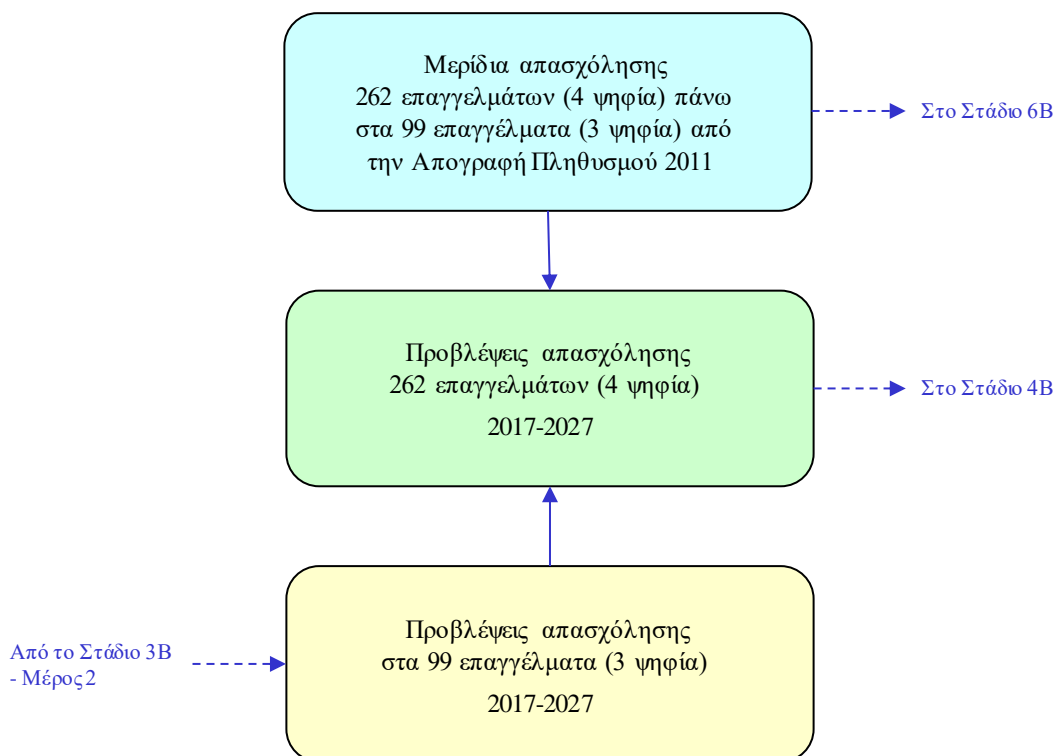 Μερίδια απασχόλησης
262 επαγγελμάτων (4 ψηφία) πάνω
στα 99 επαγγέλματα (3 ψηφία) από
την Απογραφή Πληθυσμού 2011
Στο Στάδιο 6Β
Προβλέψεις απασχόλησης
262 επαγγελμάτων (4 ψηφία)
2017-2027
Στο Στάδιο 4Β
Προβλέψεις απασχόλησης
στα 99 επαγγέλματα (3 ψηφία)
2017-2027
Από το Στάδιο 3Β
- Μέρος 2